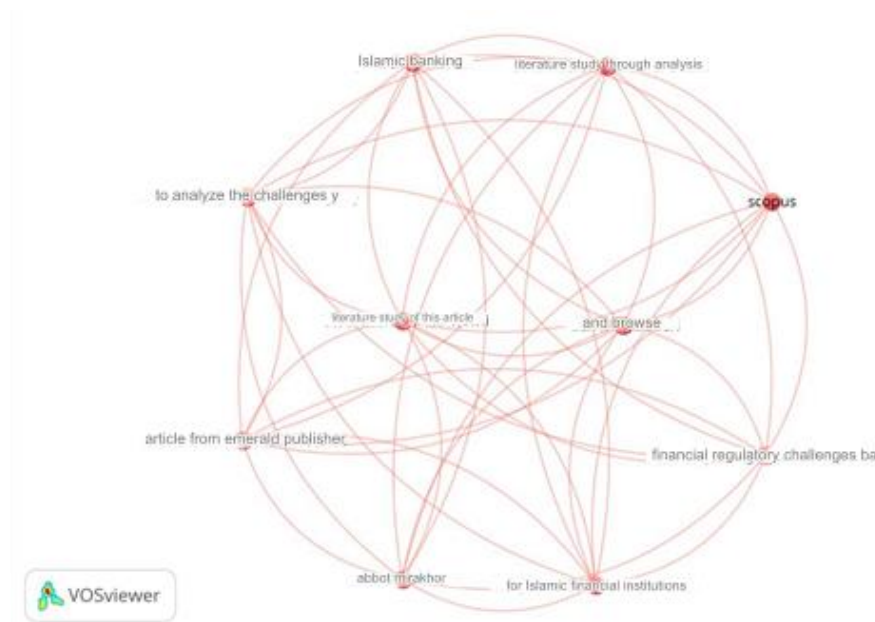 Islamic banking
literature study through analysis
to analyze the challenges y
scopus
literature study of this article
and browse
article from emerald publisher
financial regulatory challenges ba
abbot mirakhor
for Islamic financial institutions
VOSviewer